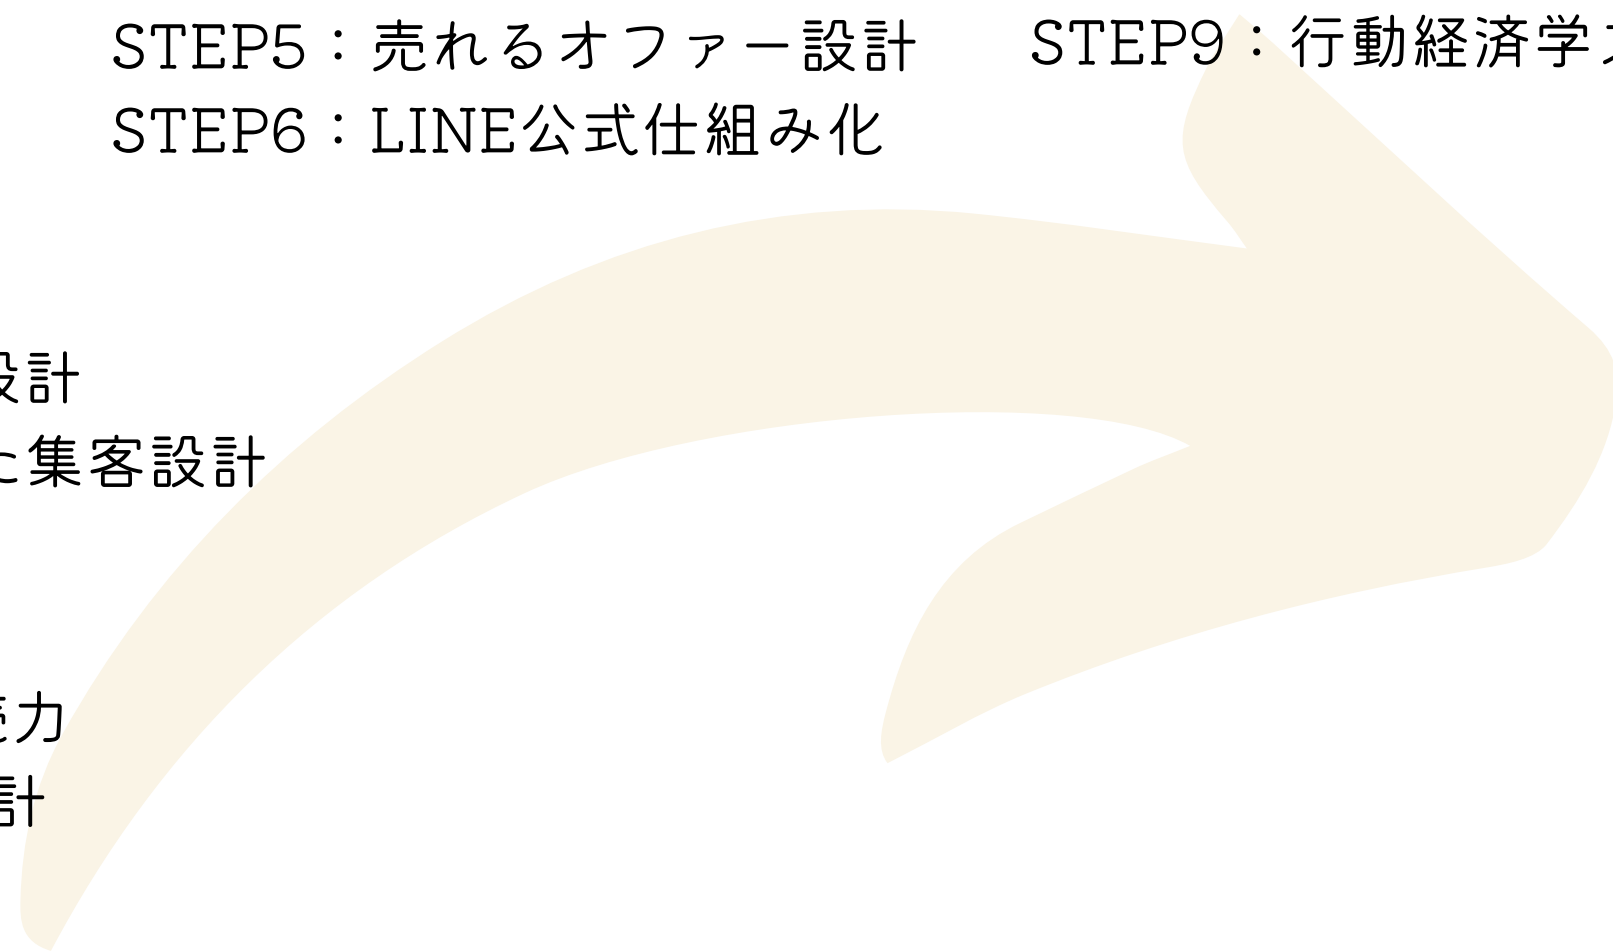 STEP5：売れるオファー設計
STEP6：LINE公式仕組み化
STEP9：行動経済学
設計
た集客設計
力
計